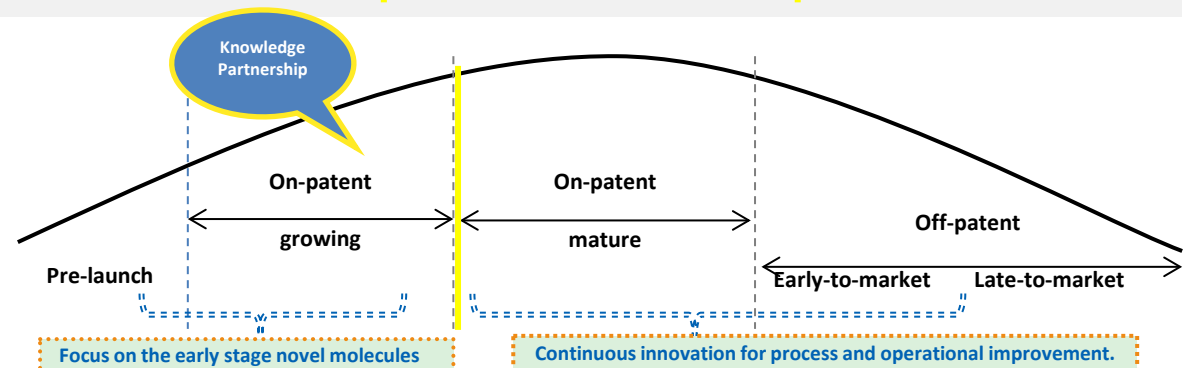 Knowledge
Partnership
On-patent
growing
On-patent
mature
Off-patent
Pre-launch
Early-to-market
Late-to-market
Focus on the early stage novel molecules
Continuous innovation for process and operational improvement.